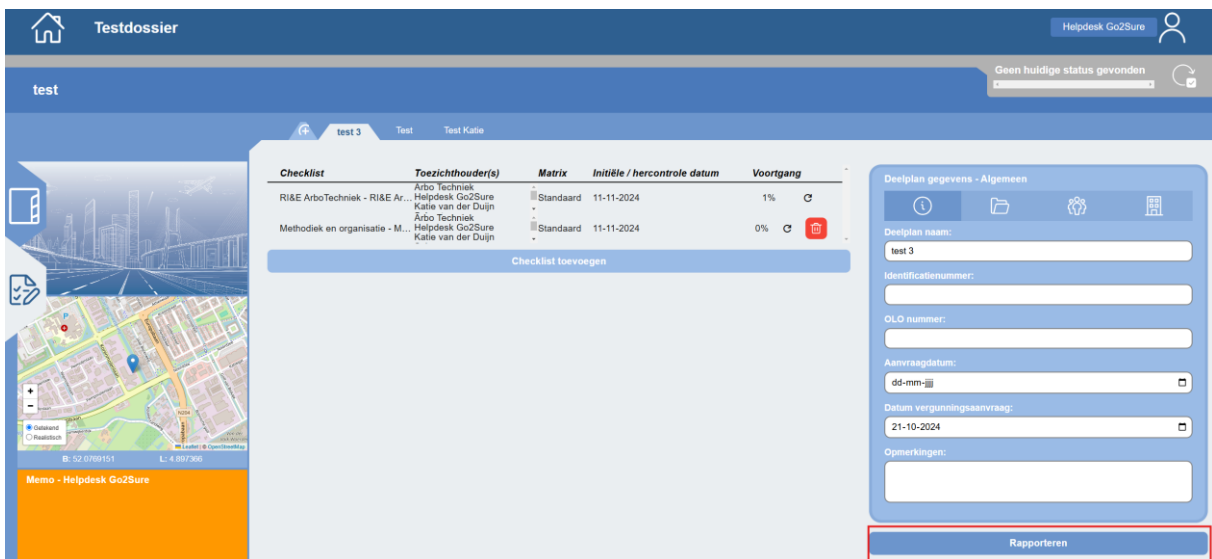 Testdossier
Helpdesk Go2Sure
Geen huidige status gevonden
test
test 3
Test
Test Katie
Checklist Toezichthouder(s) Matrix Initiële / hercontrole datum Voortgang
Arbo Techniek
RI&E ArboTechniek - RI&E Ar... Helpdesk Go2Sure Standaard 11-11-2024 1%
Katie van der Duijn
Arbo Techniek
Methodiek en organisatie - M... Helpdesk Go2Sure Standaard 11-11-2024 0%
Katie van der Duijn
Checklist toevoegen
P
N204
+
−
Getekend
Realistisch
Leaflet | © OpenStreetMap
B: 52.0769151 L: 4.897366
Memo - Helpdesk Go2Sure
Deelplan gegevens - Algemeen
Deelplan naam:
test 3
Identificatienummer:
OLO nummer:
Aanvraagdatum:
dd-mm-jjjj
Datum vergunningsaanvraag:
21-10-2024
Opmerkingen:
Rapporteren